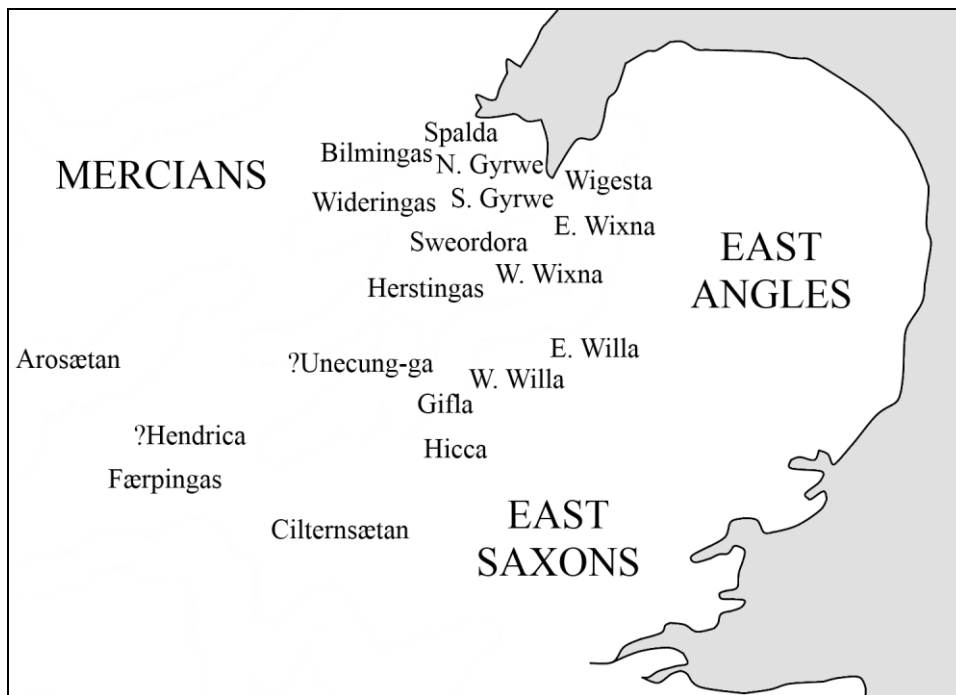 Spalda
Bilmingas
N. Gyrwe
MERCIANS
Wigesta
Wideringas
S. Gyrwe
E. Wixna
Sweordora
EAST
ANGLES
W. Wixna
Herstingas
E. Willa
Arosætan
?Unecung-ga
W. Willa
Gifla
?Hendrica
Hicca
Færpingas
EAST
SAXONS
Cilternsætan